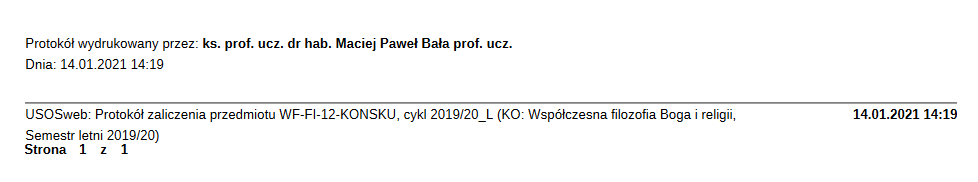 Protokół wydrukowany przez: ks. prof. ucz. dr hab. Maciej Paweł Bała prof. ucz.
Dnia: 14.01.2021 14:19
USOSweb: Protokół zaliczenia przedmiotu WF-FI-12-KONSKU, cykl 2019/20_L (KO: Współczesna filozofia Boga i religii, 14.01.2021 14:19
Semestr letni 2019/20)
Strona 1 z 1